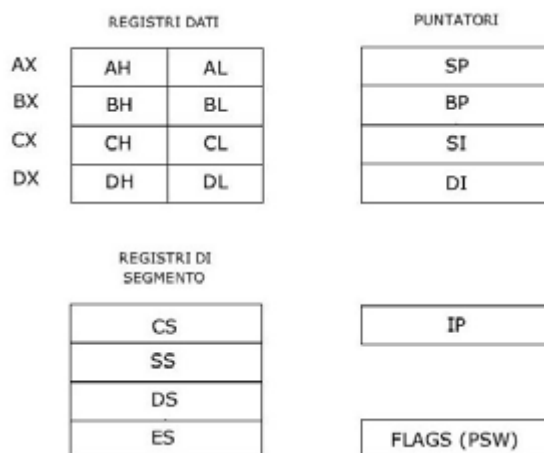 REGISTRI DATI
AX AH AL
BX BH BL
CX CH CL
DX DH DL
PUNTATORI
SP
BP
SI
DI
REGISTRI DI
SEGMENTO
CS
SS
DS
ES
IP
FLAGS (PSW)